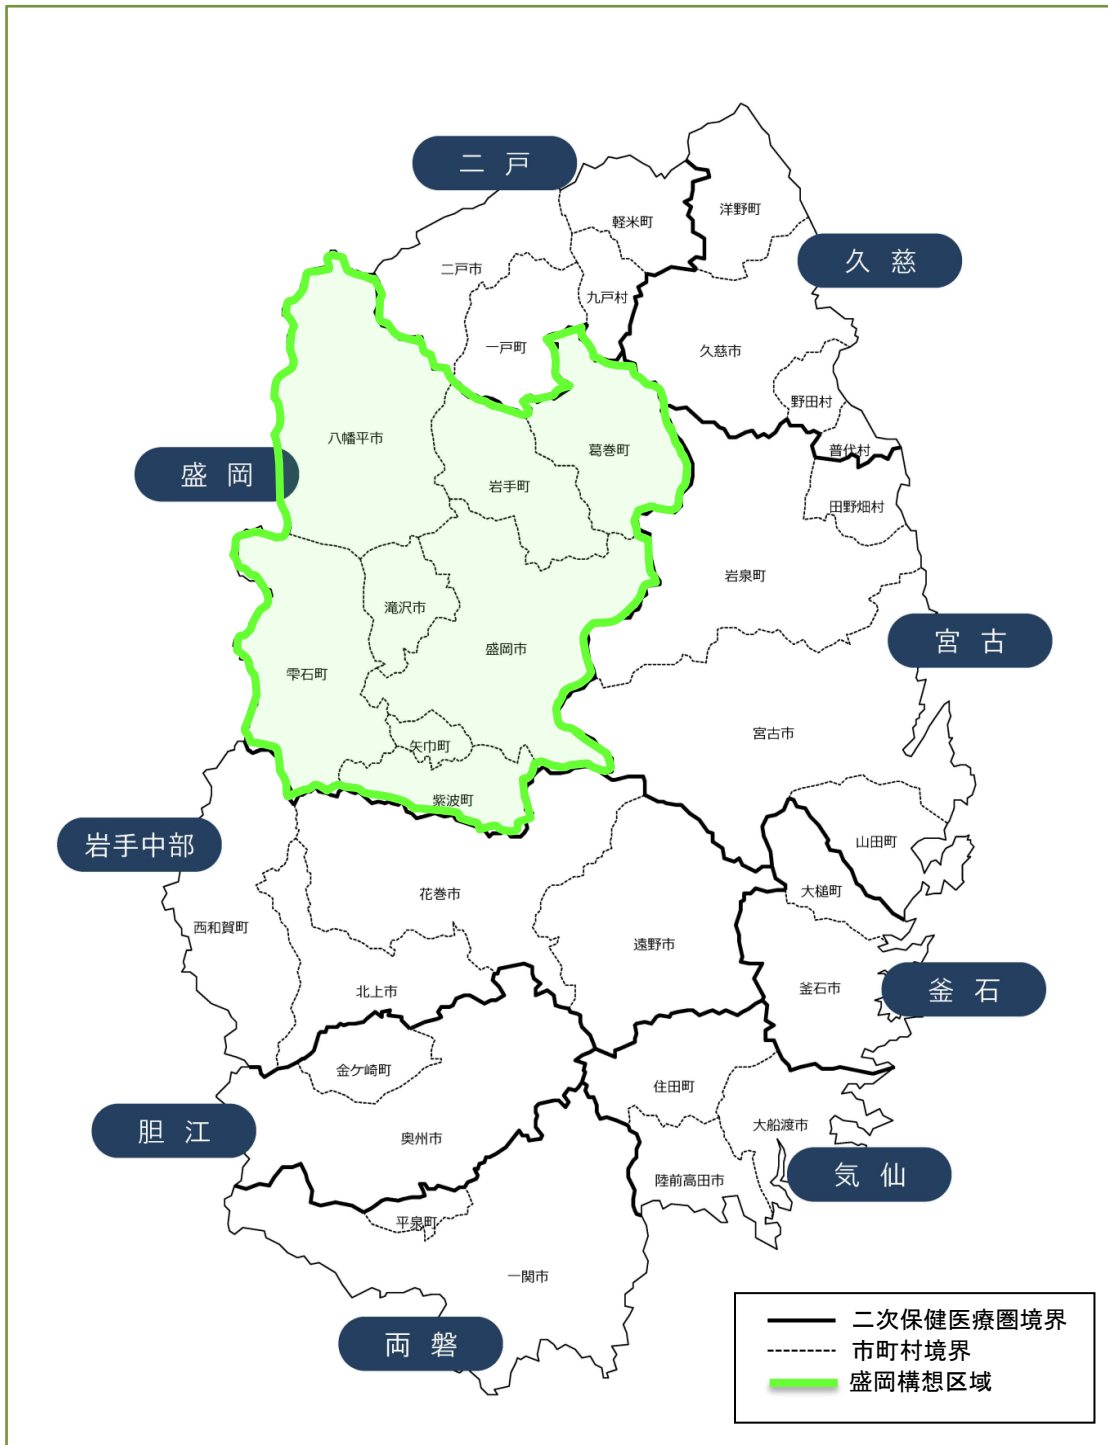 二 戸
軽米町
洋野町
久 慈
二戸市
九戸村
一戸町
久慈市
野田村
八幡平市
葛巻町
普代村
盛 岡
岩手町
田野畑村
岩泉町
滝沢市
盛岡市
宮 古
雫石町
宮古市
矢巾町
紫波町
岩手中部
山田町
大槌町
花巻市
西和賀町
遠野市
釜石市
釜 石
北上市
金ケ崎町
住田町
胆 江
奥州市
大船渡市
気 仙
陸前高田市
平泉町
一関市
両 磐
二次保健医療圏境界
市町村境界
盛岡構想区域